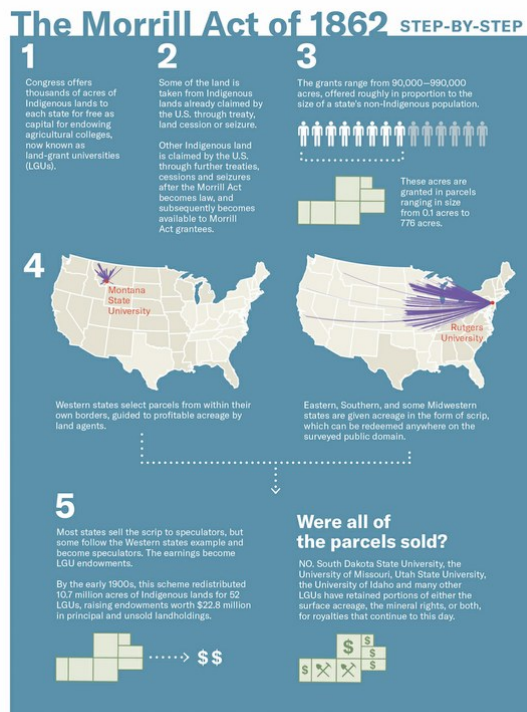 The Morrill Act of 1862 STEP-BY-STEP
1
Congress offers
thousands of acres of
Indigenous lands to
each state for free as
capital for endowing
agricultural colleges,
now known as
land-grant universities
(LGUs).
2
Some of the land is
taken from Indigenous
lands already claimed
by the U.S. through treaty,
land cession or seizure.
Other Indigenous land
is claimed by the U.S.
through further treaties,
cessions and seizures
after the Morrill Act
becomes law, and
subsequently becomes
available to Morrill
Act grantees.
3
The grants range from 90,000—990,000
acres, offered roughly in proportion to the
size of a state's non-Indigenous population.
These acres are
granted in parcels
ranging in size
from 0.1 acres to
776 acres.
4
Montana
State
University
Western states select parcels from within their
own borders, guided to profitable acreage by
land agents.
Rutgers
University
Eastern, Southern, and some Midwestern
states are given acreage in the form of scrip,
which can be redeemed anywhere on the
surveyed public domain.
5
Most states sell the scrip to speculators, but
some follow the Western states example and
become speculators. The earnings become
LGU endowments.
By the early 1900s, this scheme redistributed
10.7 million acres of Indigenous lands for 52
LGUs, raising endowments worth $22.8 million
in principal and unsold landholdings.
$$
Were all of
the parcels sold?
NO. South Dakota State University, the
University of Missouri, Utah State University,
the University of Idaho and many other
LGUs have retained portions of either the
surface acreage, the mineral rights, or both,
for royalties that continue to this day.
$
$
$
$
$